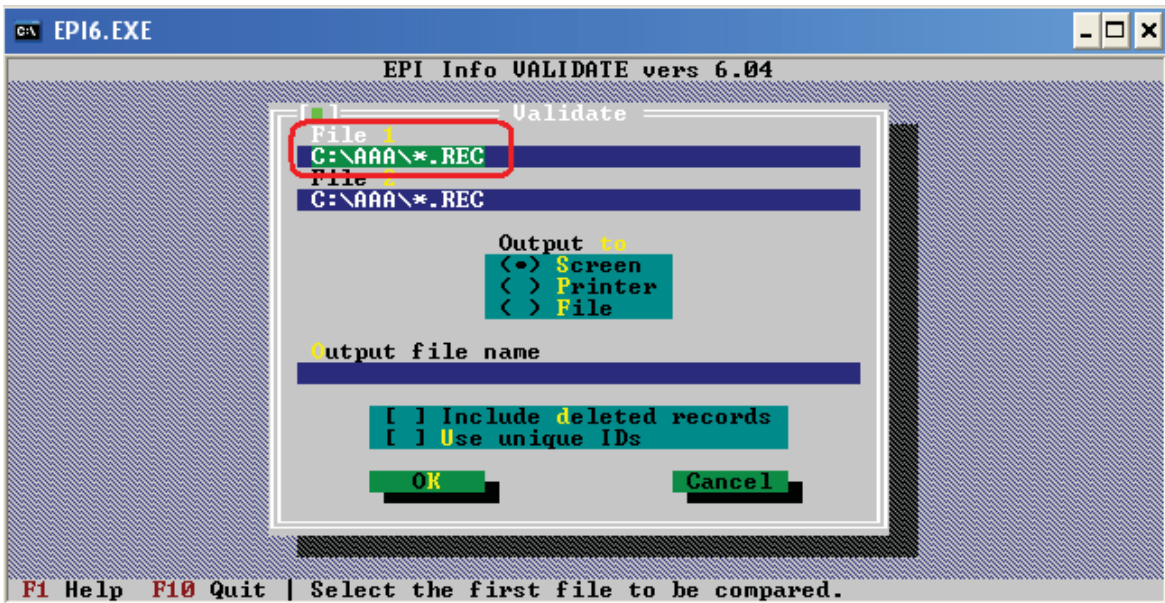 EPI6.EXE
EPI Info VALIDATE vers 6.04
Validate
File 1
C:\AAA\*.REC
File 2
C:\AAA\*.REC
Output to
(•) Screen
( ) Printer
( ) File
Output file name
[ ] Include deleted records
[ ] Use unique IDs
OK Cancel
F1 Help F10 Quit | Select the first file to be compared.